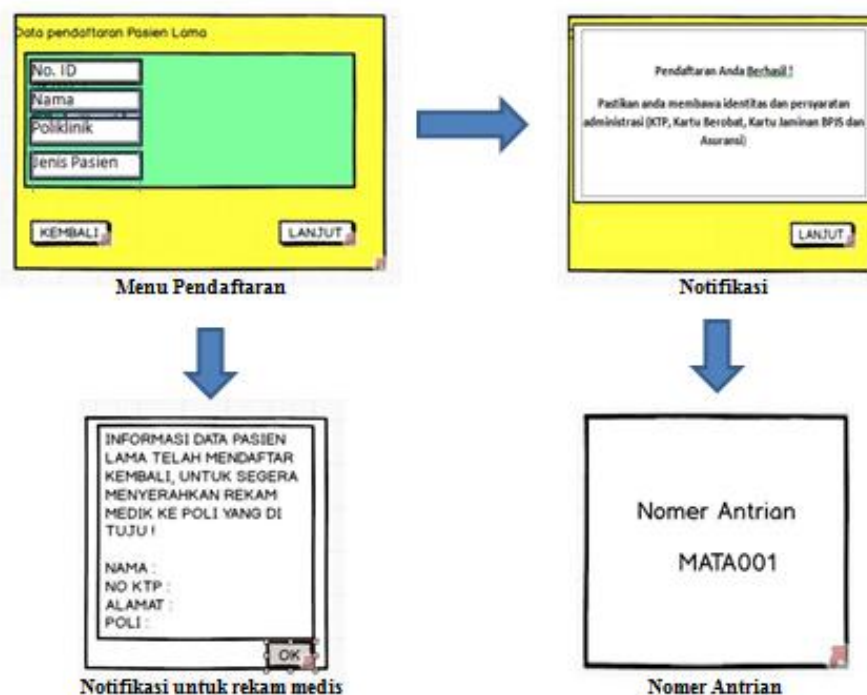 Data pendaftaran Pasien Lama
No. ID
Nama
Poliklinik
Jenis Pasien
KEMBALI
LANJUT
Menu Pendaftaran
Pendaftaran Anda Berhasil !
Pastikan anda membawa identitas dan persyaratan
administrasi (KTP, Kartu Berobat, Kartu Jaminan BPJS dan
Asuransi)
LANJUT
Notifikasi
INFORMASI DATA PASIEN
LAMA TELAH MENDAFTAR
KEMBALI, UNTUK SEGERA
MENYERAHKAN REKAM
MEDIK KE POLI YANG DI
TUJU !
NAMA :
NO KTP :
ALAMAT :
POLI :
OK
Notifikasi untuk rekam medis
Nomer Antrian
MATA001
Nomer Antrian